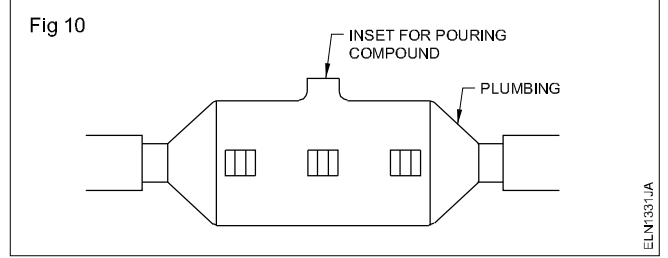 Fig 10
INSET FOR POURING
COMPOUND
PLUMBING
ELN1331JA